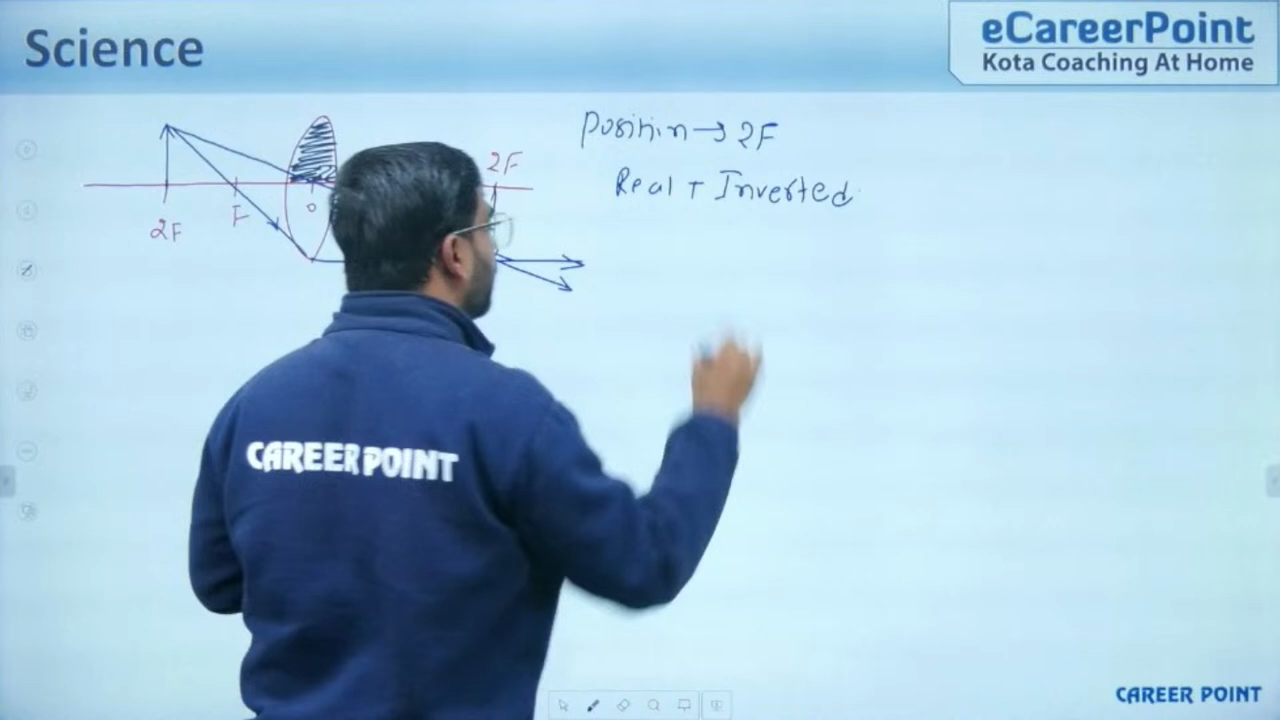 Science
eCareerPoint
Kota Coaching At Home
2F
F
O
2F
Position → 2F
Real + Inverted
CAREER POINT
CAREER POINT